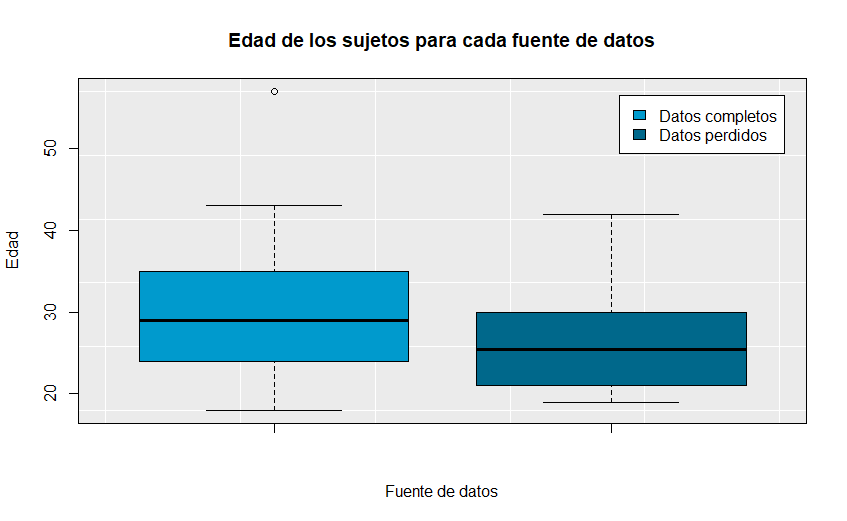 Edad de los sujetos para cada fuente de datos
Datos completos
Datos perdidos
50
40
30
20
Edad
Fuente de datos